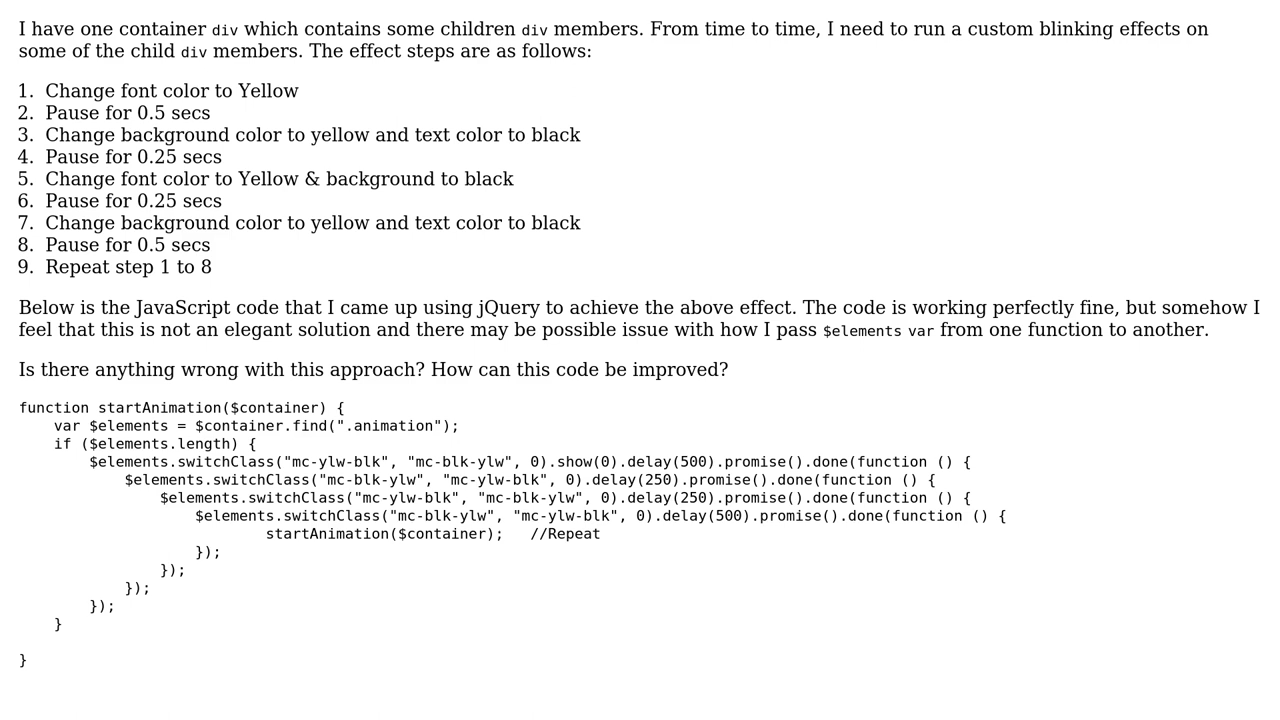 I have one container div which contains some children div members. From time to time, I need to run a custom blinking effects on
some of the child div members. The effect steps are as follows:
1. Change font color to Yellow
2. Pause for 0.5 secs
3. Change background color to yellow and text color to black
4. Pause for 0.25 secs
5. Change font color to Yellow & background to black
6. Pause for 0.25 secs
7. Change background color to yellow and text color to black
8. Pause for 0.5 secs
9. Repeat step 1 to 8
Below is the JavaScript code that I came up using jQuery to achieve the above effect. The code is working perfectly fine, but somehow I
feel that this is not an elegant solution and there may be possible issue with how I pass $elements var from one function to another.
Is there anything wrong with this approach? How can this code be improved?
function startAnimation($container) {
    var $elements = $container.find(".animation");
    if ($elements.length) {
        $elements.switchClass("mc-ylw-blk", "mc-blk-ylw", 0).show(0).delay(500).promise().done(function () {
            $elements.switchClass("mc-blk-ylw", "mc-ylw-blk", 0).delay(250).promise().done(function () {
                $elements.switchClass("mc-ylw-blk", "mc-blk-ylw", 0).delay(250).promise().done(function () {
                    $elements.switchClass("mc-blk-ylw", "mc-ylw-blk", 0).delay(500).promise().done(function () {
                            startAnimation($container);   //Repeat
                    });
                });
            });
        });
    }
}